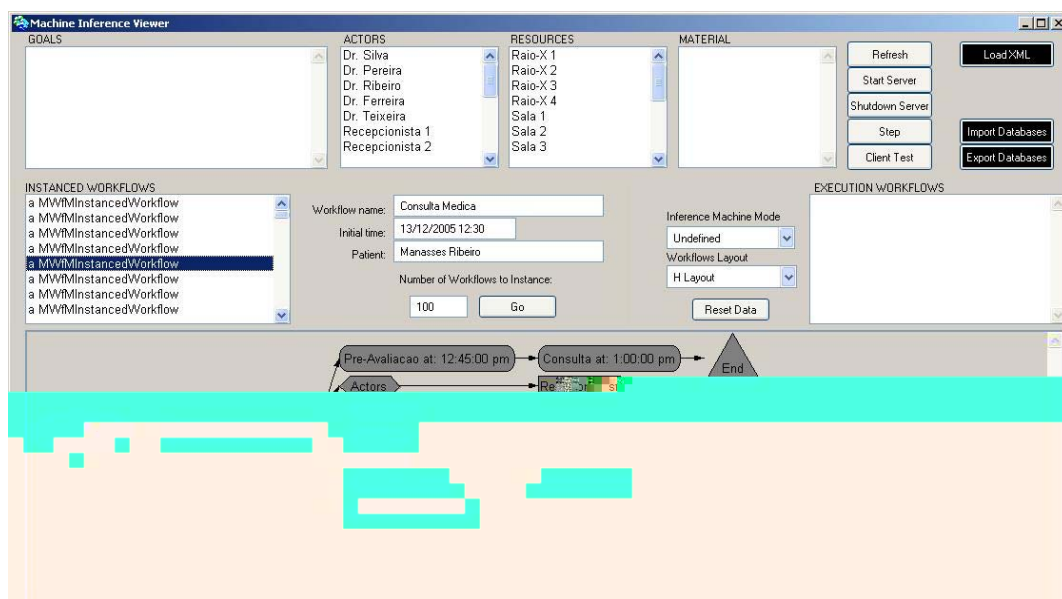 Machine Inference Viewer
GOALS
ACTORS
RESOURCES
MATERIAL
Dr. Silva
Dr. Pereira
Dr. Ribeiro
Dr. Ferreira
Dr. Teixeira
Recepcionista 1
Recepcionista 2
Raio-X 1
Raio-X 2
Raio-X 3
Raio-X 4
Sala 1
Sala 2
Sala 3
Refresh
Start Server
Shutdown Server
Step
Client Test
Load XML
Import Databases
Export Databases
INSTANCED WORKFLOWS
a MWfMInstancedWorkflow
a MWfMInstancedWorkflow
a MWfMInstancedWorkflow
a MWfMInstancedWorkflow
a MWfMInstancedWorkflow
a MWfMInstancedWorkflow
a MWfMInstancedWorkflow
a MWfMInstancedWorkflow
Workflow name: Consulta Medica
Initial time: 13/12/2005 12:30
Patient: Manasses Ribeiro
Number of Workflows to Instance:
100 Go
Inference Machine Mode
Undefined
Workflows Layout
H Layout
Reset Data
EXECUTION WORKFLOWS
Pre-Avaliacao at: 12:45:00 pm
Consulta at: 1:00:00 pm
End
Actors